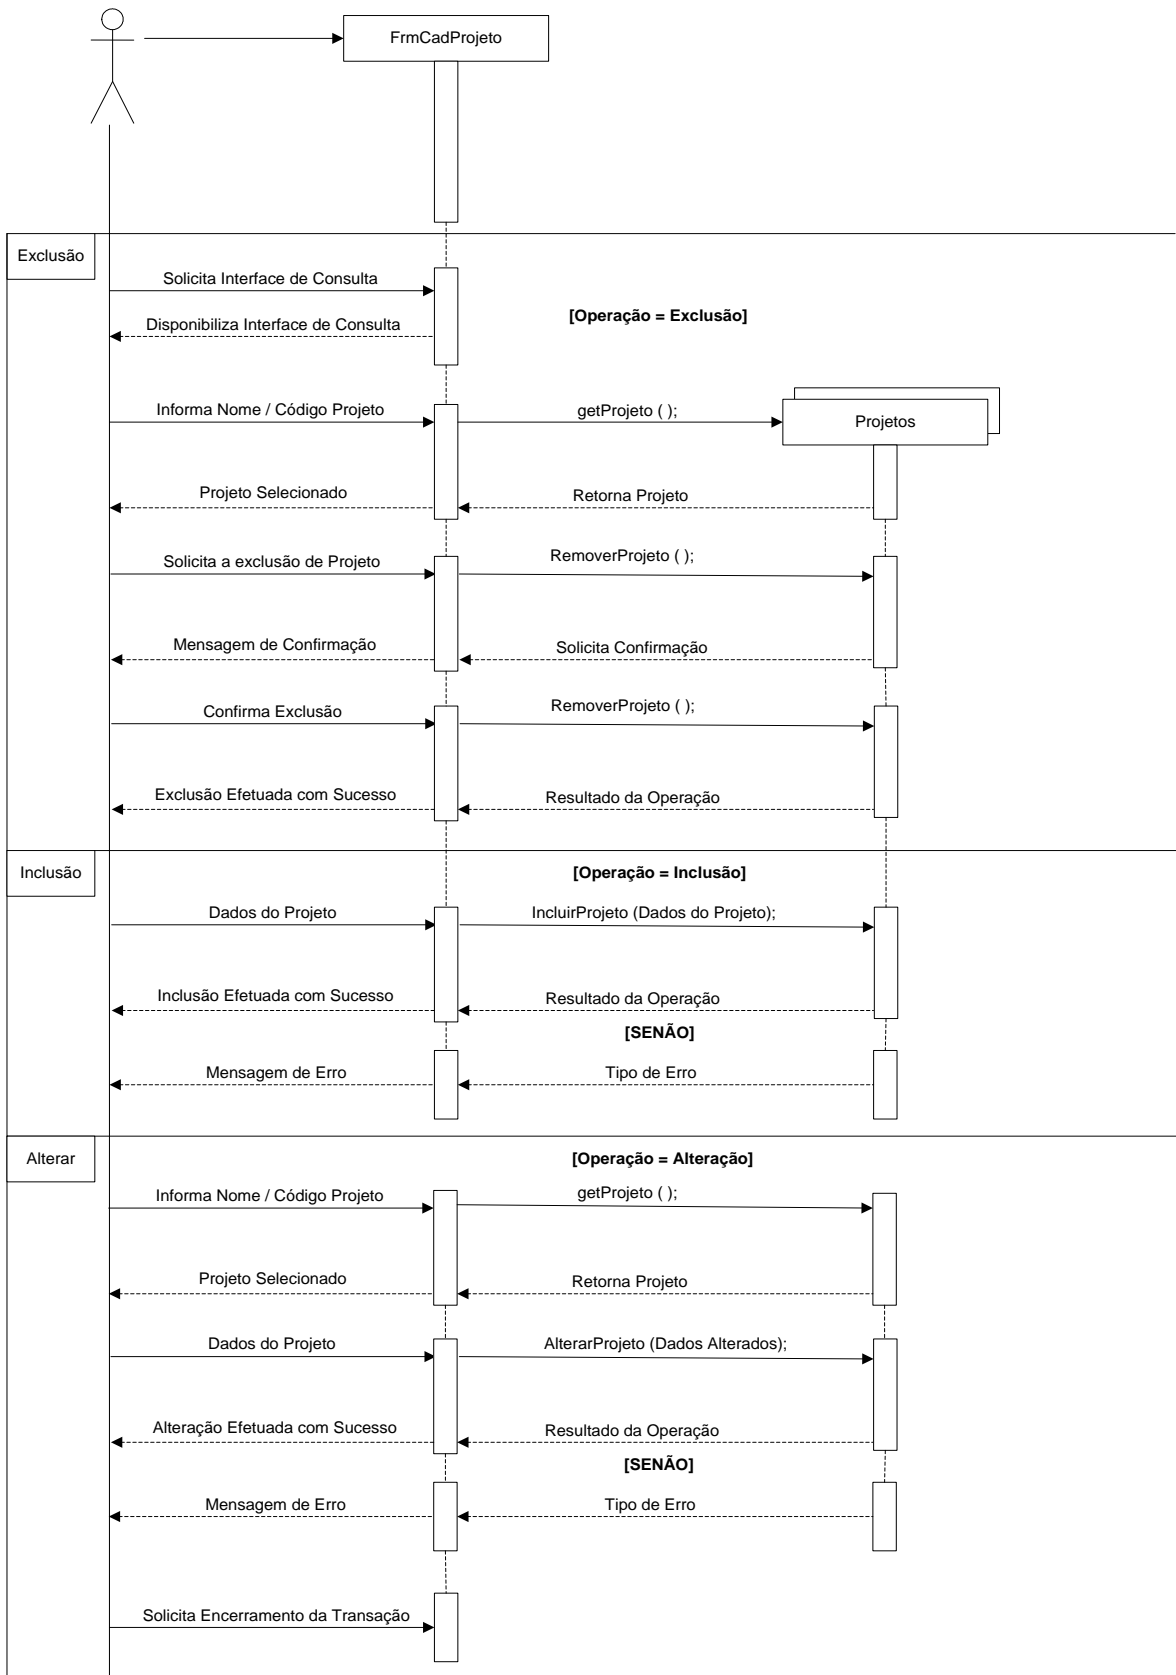 FrmCadProjeto
Exclusão
Solicita Interface de Consulta
[Operação = Exclusão]
Disponibiliza Interface de Consulta
Informa Nome / Código Projeto
getProjeto ( );
Projetos
Projeto Selecionado
Retorna Projeto
Solicita a exclusão de Projeto
RemoverProjeto ( );
Mensagem de Confirmação
Solicita Confirmação
Confirma Exclusão
RemoverProjeto ( );
Exclusão Efetuada com Sucesso
Resultado da Operação
Inclusão
[Operação = Inclusão]
Dados do Projeto
IncluirProjeto (Dados do Projeto);
Inclusão Efetuada com Sucesso
Resultado da Operação
[SENÃO]
Mensagem de Erro
Tipo de Erro
Alterar
[Operação = Alteração]
Informa Nome / Código Projeto
getProjeto ( );
Projeto Selecionado
Retorna Projeto
Dados do Projeto
AlterarProjeto (Dados Alterados);
Alteração Efetuada com Sucesso
Resultado da Operação
[SENÃO]
Mensagem de Erro
Tipo de Erro
Solicita Encerramento da Transação